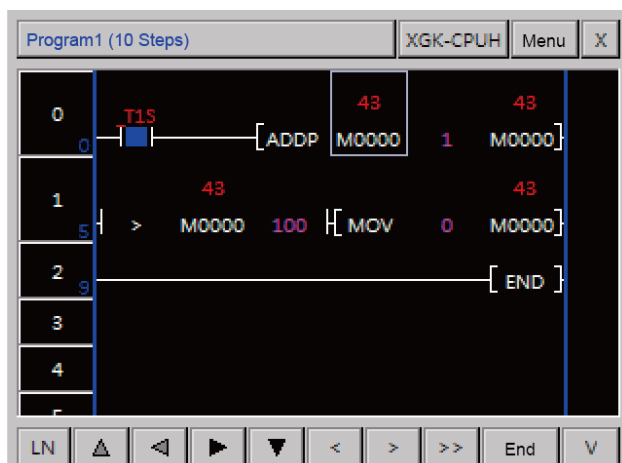 Program1 (10 Steps) XGK-CPUH Menu X
43 43
0 T1S
0 ADDP M0000 1 M0000
43 43
1
5 > M0000 100 MOV 0 M0000
2
9 END
3
4
LN < > >> End V